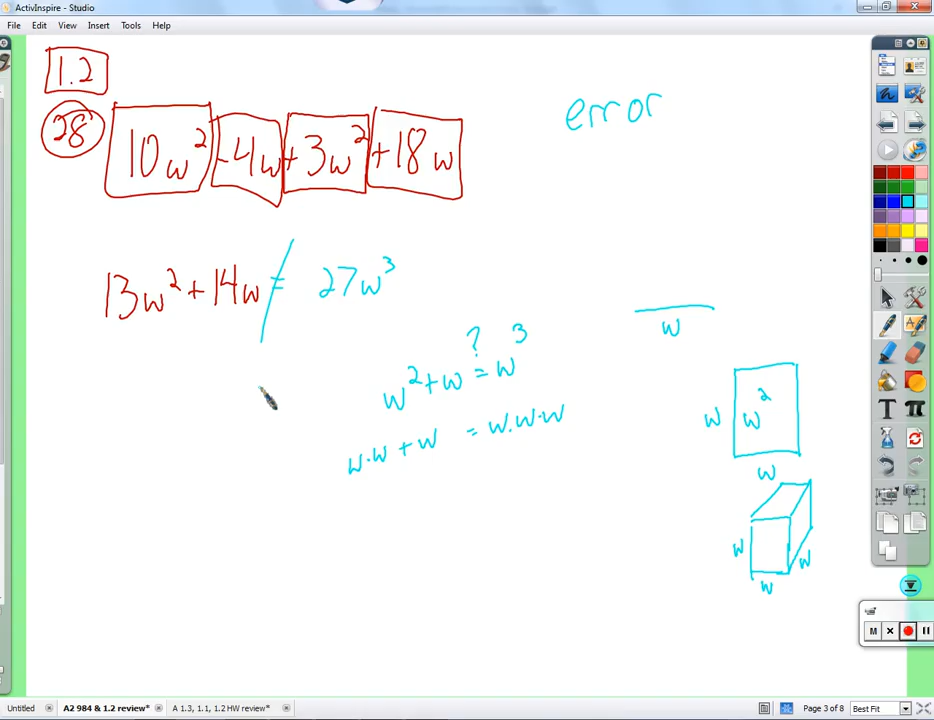 ActivInspire - Studio
File Edit View Insert Tools Help
1.2
error
28 10w² - 4w + 3w² + 18w
13w² + 14w = 27w³
w
w² + w ?= w³
w·w + w = w·w·w
w w²
w
w w
w
M
Untitled A2 984 & 1.2 review* A 1.3, 1.1, 1.2 HW review* Page 3 of 8 Best Fit